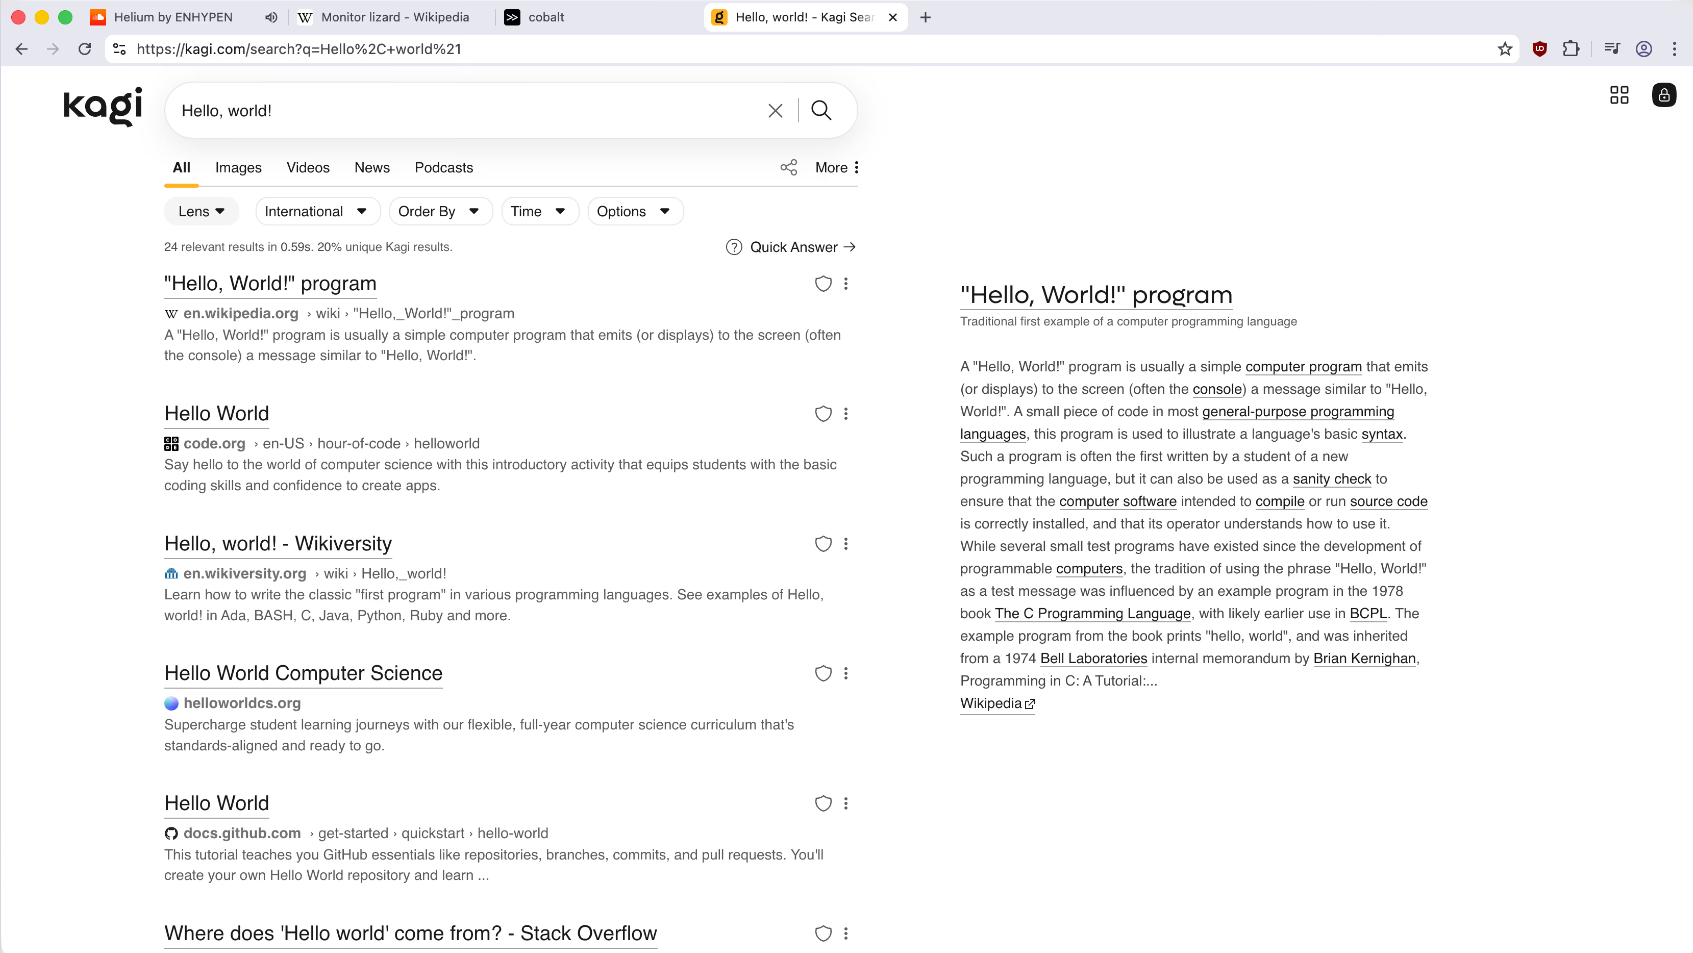 Helium by ENHYPEN
Monitor lizard - Wikipedia
cobalt
Hello, world! - Kagi Sear
https://kagi.com/search?q=Hello%2C+world%21
kagi
Hello, world!
All Images Videos News Podcasts More
Lens International Order By Time Options
24 relevant results in 0.59s. 20% unique Kagi results.
Quick Answer →
"Hello, World!" program
en.wikipedia.org › wiki › "Hello,_World!"_program
A "Hello, World!" program is usually a simple computer program that emits (or displays) to the screen (often
the console) a message similar to "Hello, World!".
Hello World
code.org › en-US › hour-of-code › helloworld
Say hello to the world of computer science with this introductory activity that equips students with the basic
coding skills and confidence to create apps.
Hello, world! - Wikiversity
en.wikiversity.org › wiki › Hello,_world!
Learn how to write the classic "first program" in various programming languages. See examples of Hello,
world! in Ada, BASH, C, Java, Python, Ruby and more.
Hello World Computer Science
helloworldcs.org
Supercharge student learning journeys with our flexible, full-year computer science curriculum that's
standards-aligned and ready to go.
Hello World
docs.github.com › get-started › quickstart › hello-world
This tutorial teaches you GitHub essentials like repositories, branches, commits, and pull requests. You'll
create your own Hello World repository and learn ...
Where does 'Hello world' come from? - Stack Overflow
"Hello, World!" program
Traditional first example of a computer programming language
A "Hello, World!" program is usually a simple computer program that emits
(or displays) to the screen (often the console) a message similar to "Hello,
World!". A small piece of code in most general-purpose programming
languages, this program is used to illustrate a language's basic syntax.
Such a program is often the first written by a student of a new
programming language, but it can also be used as a sanity check to
ensure that the computer software intended to compile or run source code
is correctly installed, and that its operator understands how to use it.
While several small test programs have existed since the development of
programmable computers, the tradition of using the phrase "Hello, World!"
as a test message was influenced by an example program in the 1978
book The C Programming Language, with likely earlier use in BCPL. The
example program from the book prints "hello, world", and was inherited
from a 1974 Bell Laboratories internal memorandum by Brian Kernighan,
Programming in C: A Tutorial:...
Wikipedia